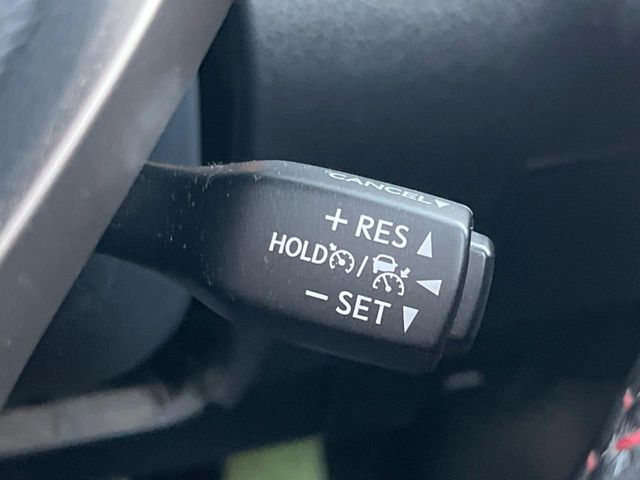 CANCEL▼
+ RES ▲
HOLD / ◀
− SET ▼